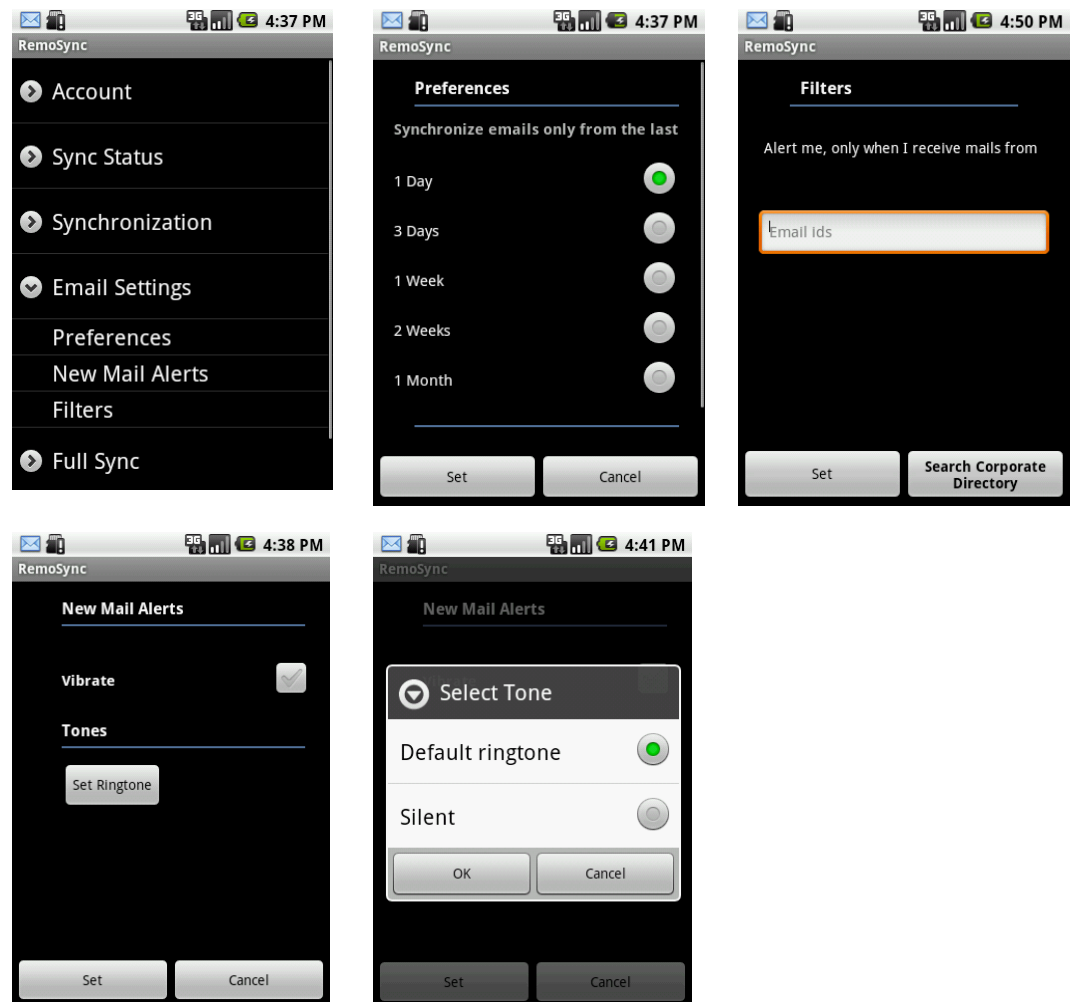 4:37 PM
RemoSync
Account
Sync Status
Synchronization
Email Settings
Preferences
New Mail Alerts
Filters
Full Sync
3G 4:37 PM
RemoSync
Preferences
Synchronize emails only from the last
1 Day
3 Days
1 Week
2 Weeks
1 Month
Set Cancel
3G 4:50 PM
RemoSync
Filters
Alert me, only when I receive mails from
Email ids
Set Search Corporate
Directory
3G 4:38 PM
RemoSync
New Mail Alerts
Vibrate
Tones
Set Ringtone
Set Cancel
3G 4:41 PM
RemoSync
New Mail Alerts
Select Tone
Default ringtone
Silent
OK Cancel
Set Cancel